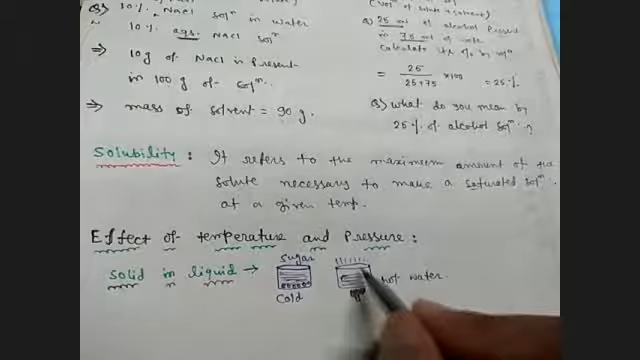 Q) 10% NaCl solⁿ in water
10% aqs. NaCl solⁿ
⇒ 10 g of NaCl is present
in 100 g of solⁿ.
⇒ mass of solvent = 90 g.
Q) 25 ml of alcohol present
in 75 ml of
calculate the % in solⁿ
= 25/(25+75) ×100 = 25%
Q) what do you mean by
25% of alcohol solⁿ ?
Solubility : It refers to the maximum amount of the
solute necessary to make a saturated solⁿ
at a given temp.
Effect of temperature and Pressure :
Solid in liquid →
sugar
cold
hot water.